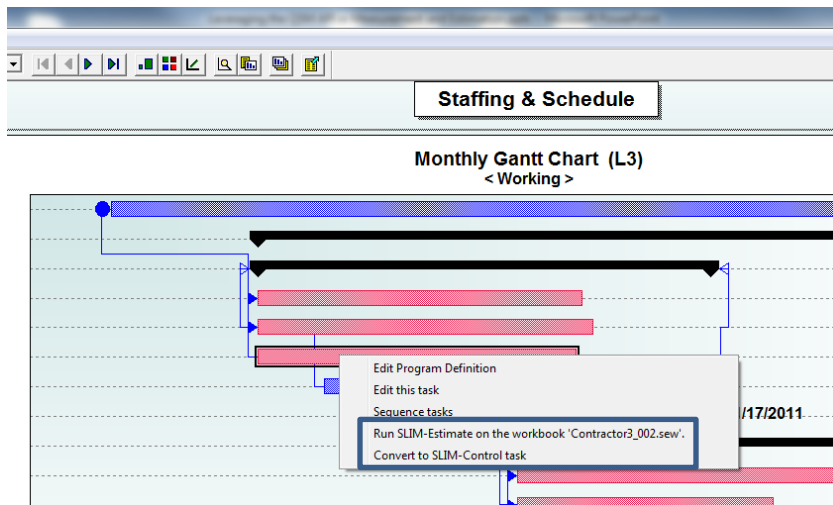 Staffing & Schedule
Monthly Gantt Chart (L3)
< Working >
Edit Program Definition
Edit this task
Sequence tasks
/17/2011
Run SLIM-Estimate on the workbook 'Contractor3_002.sew'.
Convert to SLIM-Control task